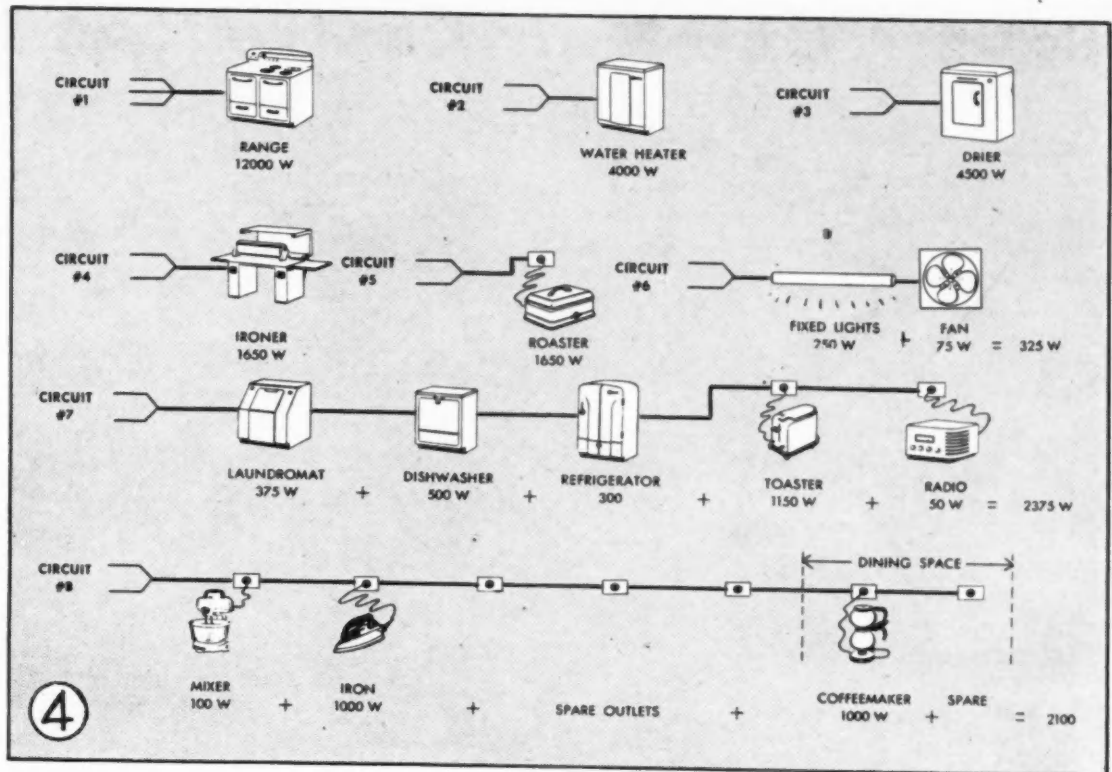 CIRCUIT #1
RANGE
12000 W
CIRCUIT #2
WATER HEATER
4000 W
CIRCUIT #3
DRIER
4500 W
CIRCUIT #4
IRONER
1650 W
CIRCUIT #5
ROASTER
1650 W
CIRCUIT #6
FIXED LIGHTS + FAN
250 W 75 W = 325 W
CIRCUIT #7
LAUNDROMAT DISHWASHER REFRIGERATOR TOASTER RADIO
375 W + 500 W + 300 + 1150 W + 50 W = 2375 W
CIRCUIT #8
DINING SPACE
MIXER IRON COFFEEMAKER SPARE
100 W + 1000 W + SPARE OUTLETS + 1000 W + = 2100
4